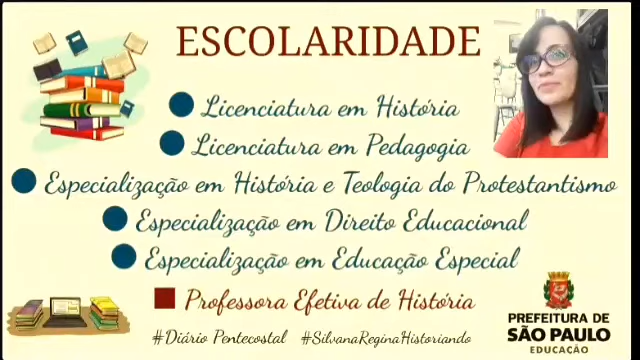 ESCOLARIDADE
Licenciatura em História
Licenciatura em Pedagogia
Especialização em História e Teologia do Protestantismo
Especialização em Direito Educacional
Especialização em Educação Especial
Professora Efetiva de História
#Diário Pentecostal #SilvanaReginaHistoriando
PREFEITURA DE
SÃO PAULO
EDUCAÇÃO